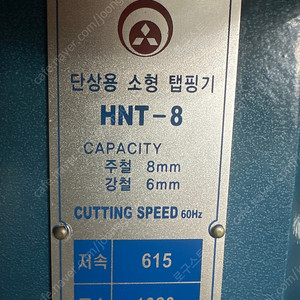 단상용 소형 탭핑기
HNT-8
CAPACITY
주철 8mm
강철 6mm
CUTTING SPEED 60Hz
저속 615